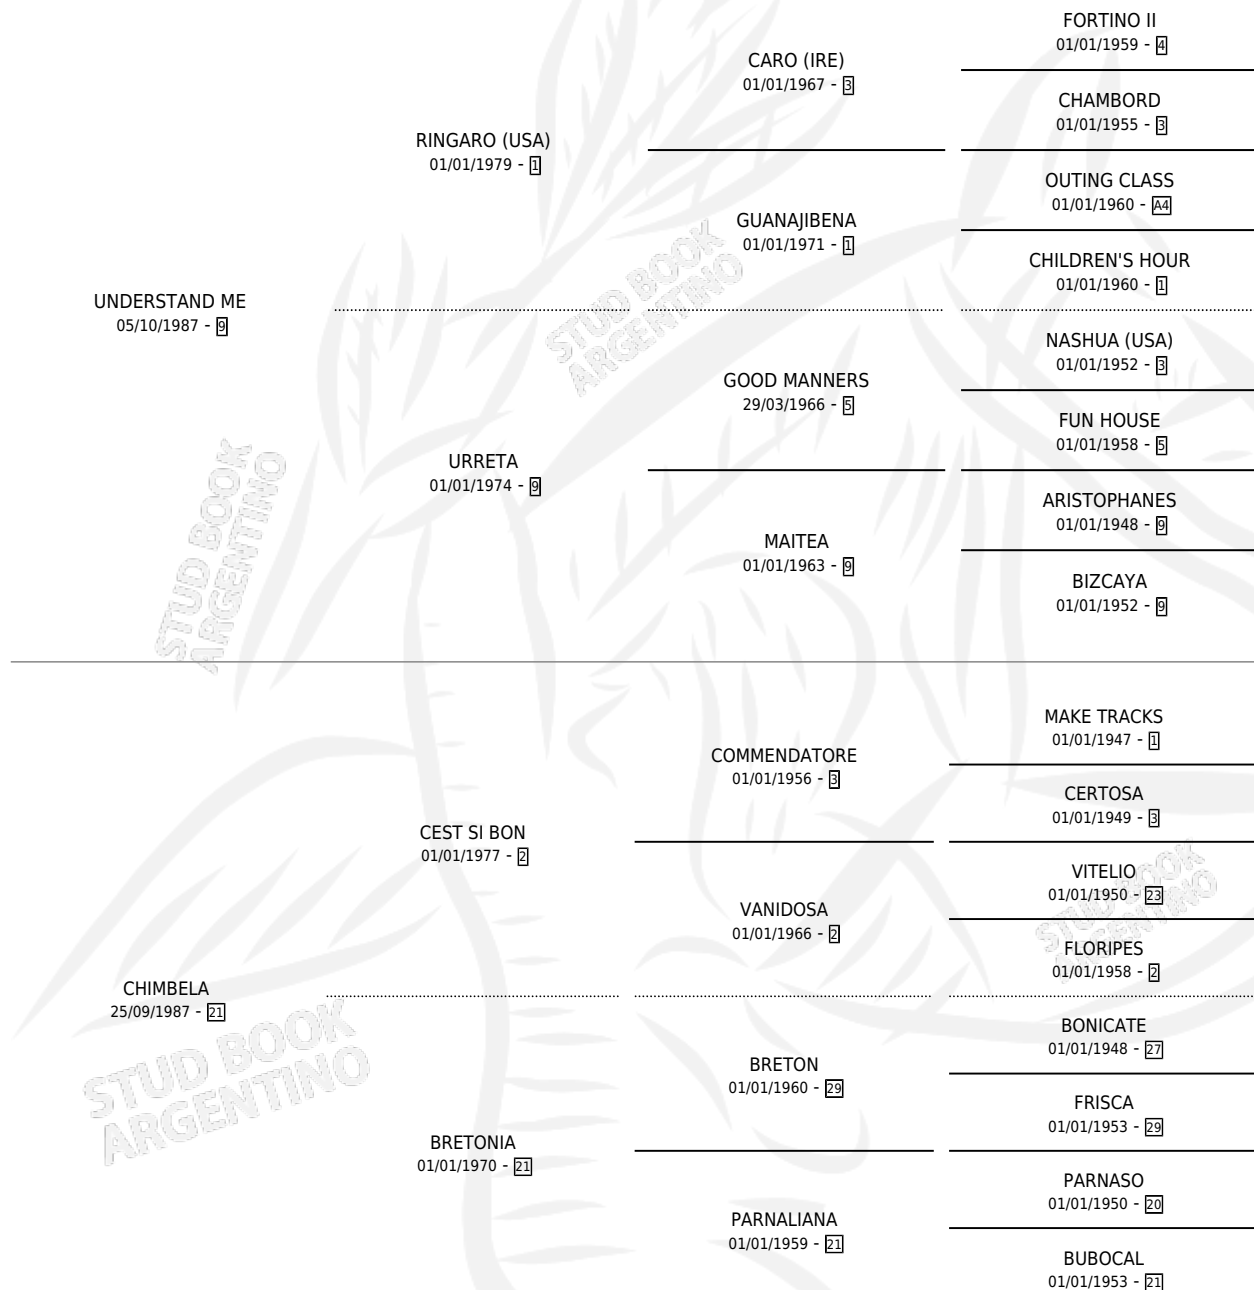 FORTINO II
01/01/1959 - 4
CARO (IRE)
01/01/1967 - 3
CHAMBORD
01/01/1955 - 3
RINGARO (USA)
01/01/1979 - 1
OUTING CLASS
01/01/1960 - A4
GUANAJIBENA
01/01/1971 - 1
CHILDREN'S HOUR
01/01/1960 - 1
UNDERSTAND ME
05/10/1987 - 9
NASHUA (USA)
01/01/1952 - 3
GOOD MANNERS
29/03/1966 - 5
FUN HOUSE
01/01/1958 - 5
URRETA
01/01/1974 - 9
ARISTOPHANES
01/01/1948 - 9
MAITEA
01/01/1963 - 9
BIZCAYA
01/01/1952 - 9
MAKE TRACKS
01/01/1947 - 1
COMMENDATORE
01/01/1956 - 3
CERTOSA
01/01/1949 - 3
CEST SI BON
01/01/1977 - 2
VITELIO
01/01/1950 - 23
VANIDOSA
01/01/1966 - 2
FLORIPES
01/01/1958 - 2
CHIMBELA
25/09/1987 - 21
BONICATE
01/01/1948 - 27
BRETON
01/01/1960 - 29
FRISCA
01/01/1953 - 29
BRETONIA
01/01/1970 - 21
PARNASO
01/01/1950 - 20
PARNALIANA
01/01/1959 - 21
BUBOCAL
01/01/1953 - 21
STUD BOOK
ARGENTINO
STUD BOOK
ARGENTINO
STUD BOOK
ARGENTINO
STUD BOOK
ARGENTINO